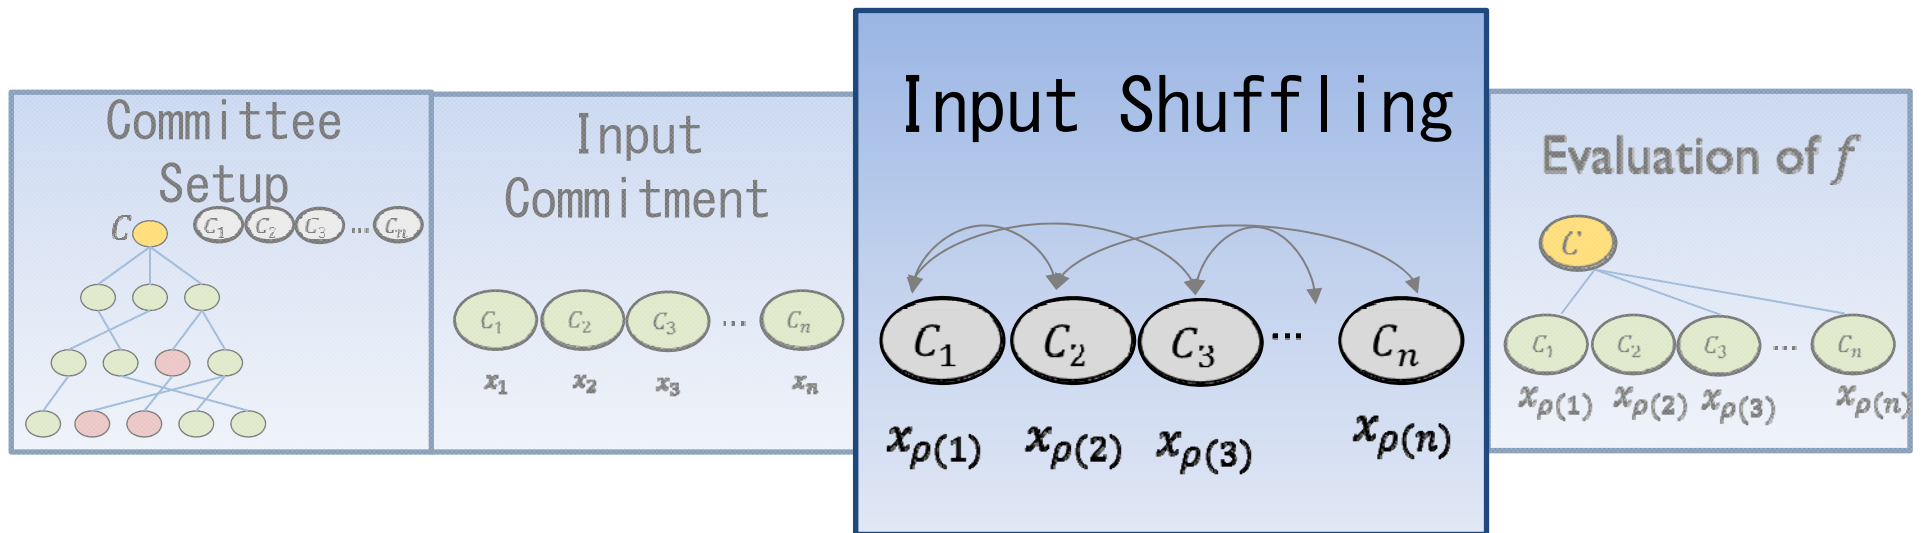 Committee
Setup
C C₁ C₂ C₃ ... Cₙ
Input
Commitment
C₁ C₂ C₃ ... Cₙ
x₁ x₂ x₃ xₙ
Input Shuffling
C₁ C₂ C₃ ... Cₙ
xρ(1) xρ(2) xρ(3) xρ(n)
Evaluation of f
C
C₁ C₂ C₃ ... Cₙ
xρ(1) xρ(2) xρ(3) xρ(n)